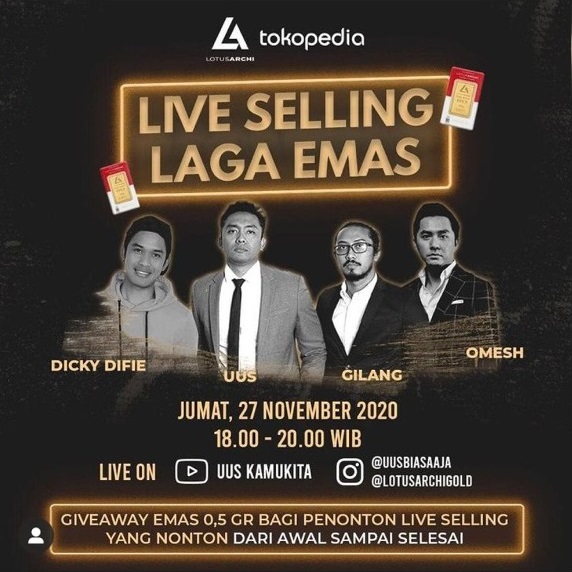 LOTUSARCHI
tokopedia
LIVE SELLING
LAGA EMAS
DICKY DIFIE
UUS
GILANG
OMESH
JUMAT, 27 NOVEMBER 2020
18.00 - 20.00 WIB
LIVE ON
UUS KAMUKITA
@UUSBIASAAJA
@LOTUSARCHIGOLD
GIVEAWAY EMAS 0,5 GR BAGI PENONTON LIVE SELLING
YANG NONTON DARI AWAL SAMPAI SELESAI